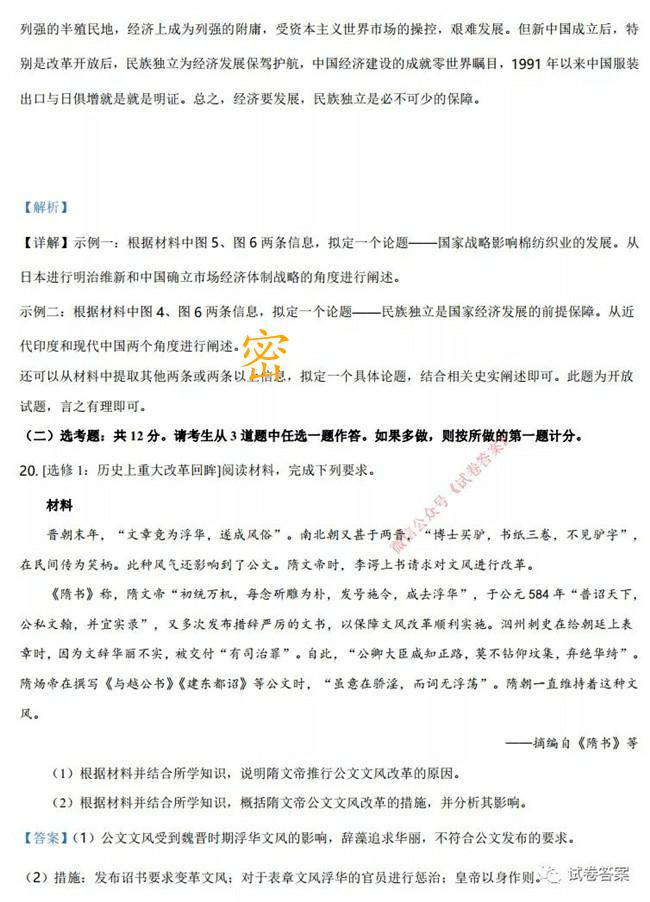 列强的半殖民地，经济上成为列强的附庸，受资本主义世界市场的操控，艰难发展。但新中国成立后，特
别是改革开放后，民族独立为经济发展保驾护航，中国经济建设的成就零世界瞩目，1991 年以来中国服装
出口与日俱增就是就是明证。总之，经济要发展，民族独立是必不可少的保障。
【解析】
【详解】示例一：根据材料中图 5、图 6 两条信息，拟定一个论题——国家战略影响棉纺织业的发展。从
日本进行明治维新和中国确立市场经济体制战略的角度进行阐述。
示例二：根据材料中图 4、图 6 两条信息，拟定一个论题——民族独立是国家经济发展的前提保障。从近
代印度和现代中国两个角度进行阐述。
密
还可以从材料中提取其他两条或两条以上信息，拟定一个具体论题，结合相关史实阐述即可。此题为开放
试题，言之有理即可。
（二）选考题：共 12 分。请考生从 3 道题中任选一题作答。如果多做，则按所做的第一题计分。
20. [选修 1：历史上重大改革回眸]阅读材料，完成下列要求。
微信公众号《试卷答案》
材料
晋朝末年，“文章竞为浮华，遂成风俗”。南北朝又甚于两晋，“博士买驴，书纸三卷，不见驴字”，
在民间传为笑柄。此种风气还影响到了公文。隋文帝时，李谔上书请求对文风进行改革。
《隋书》称，隋文帝“初统万机，每念斫雕为朴，发号施令，咸去浮华”，于公元 584 年“普诏天下，
公私文翰，并宜实录”，又多次发布措辞严厉的文书，以保障文风改革顺利实施。泗州刺史在给朝廷上表
章时，因为文辞华丽不实，被交付“有司治罪”。自此，“公卿大臣咸知正路，莫不钻仰坟集，弃绝华绮”。
隋炀帝在撰写《与越公书》《建东都诏》等公文时，“虽意在骄淫，而词无浮荡”。隋朝一直维持着这种文
风。
——摘编自《隋书》等
（1）根据材料并结合所学知识，说明隋文帝推行公文文风改革的原因。
（2）根据材料并结合所学知识，概括隋文帝公文文风改革的措施，并分析其影响。
【答案】（1）公文文风受到魏晋时期浮华文风的影响，辞藻追求华丽，不符合公文发布的要求。
（2）措施：发布诏书要求变革文风；对于表章文风浮华的官员进行惩治；皇帝以身作则。
试卷答案